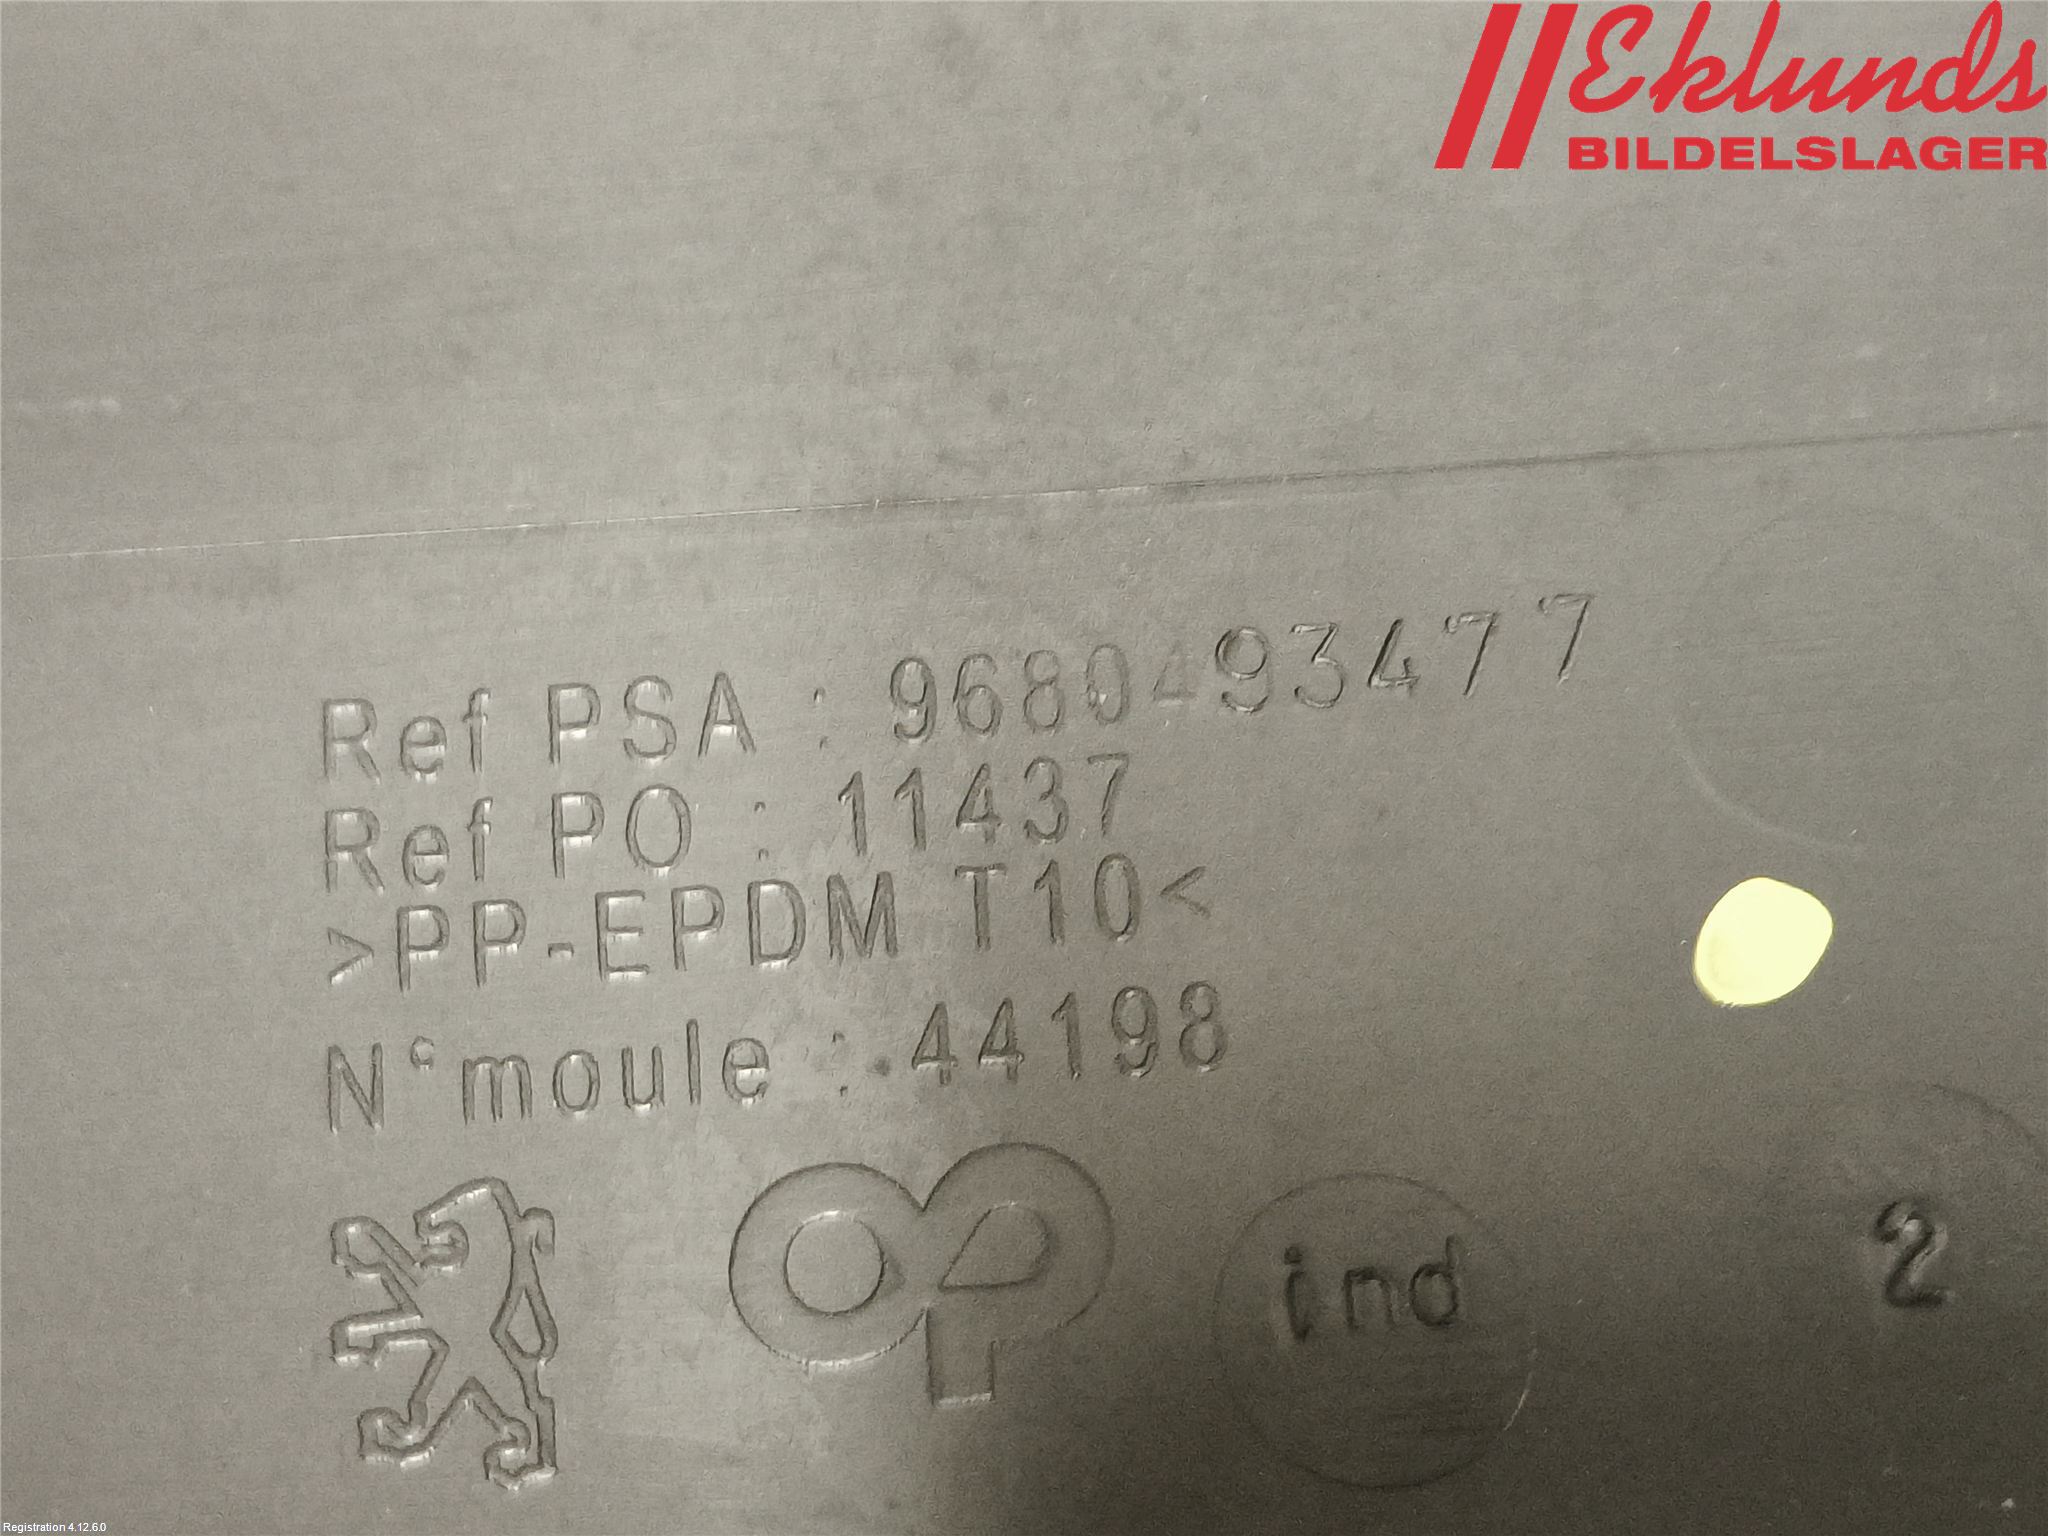 Eklunds
BILDELSLAGER
Ref PSA : 9680493477
Ref PO : 11437
>PP-EPDM T10<
N° moule : 44198
ind
2
Registration 4.12.6.0